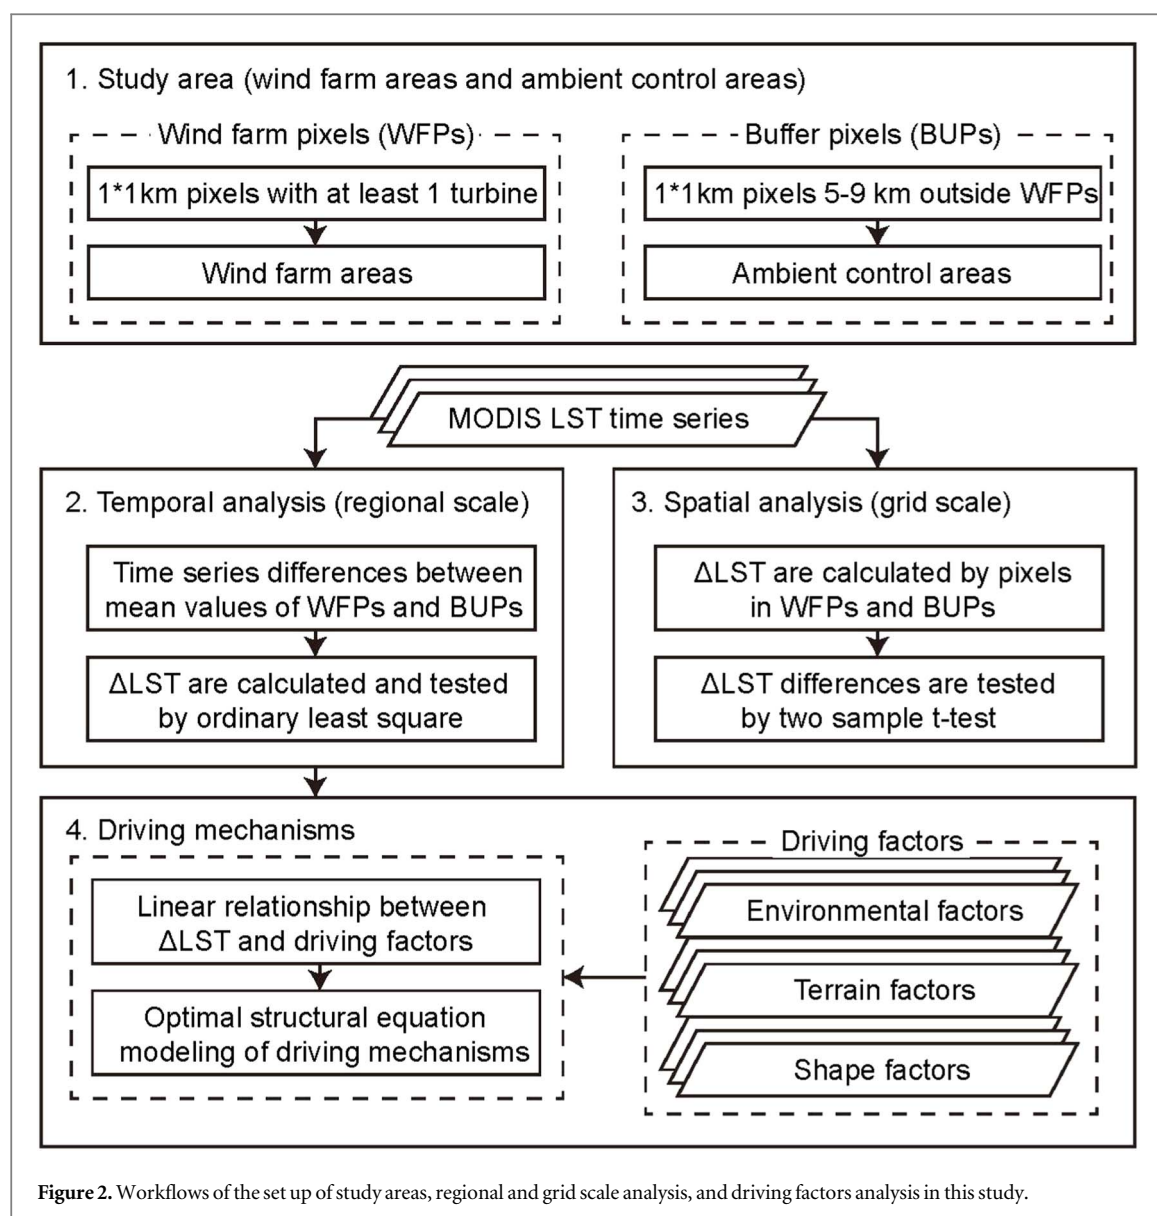 1. Study area (wind farm areas and ambient control areas)
Wind farm pixels (WFPs)
1*1km pixels with at least 1 turbine
Wind farm areas
Buffer pixels (BUPs)
1*1km pixels 5-9 km outside WFPs
Ambient control areas
MODIS LST time series
2. Temporal analysis (regional scale)
Time series differences between
mean values of WFPs and BUPs
ΔLST are calculated and tested
by ordinary least square
3. Spatial analysis (grid scale)
ΔLST are calculated by pixels
in WFPs and BUPs
ΔLST differences are tested
by two sample t-test
4. Driving mechanisms
Linear relationship between
ΔLST and driving factors
Optimal structural equation
modeling of driving mechanisms
Driving factors
Environmental factors
Terrain factors
Shape factors
Figure 2. Workflows of the set up of study areas, regional and grid scale analysis, and driving factors analysis in this study.